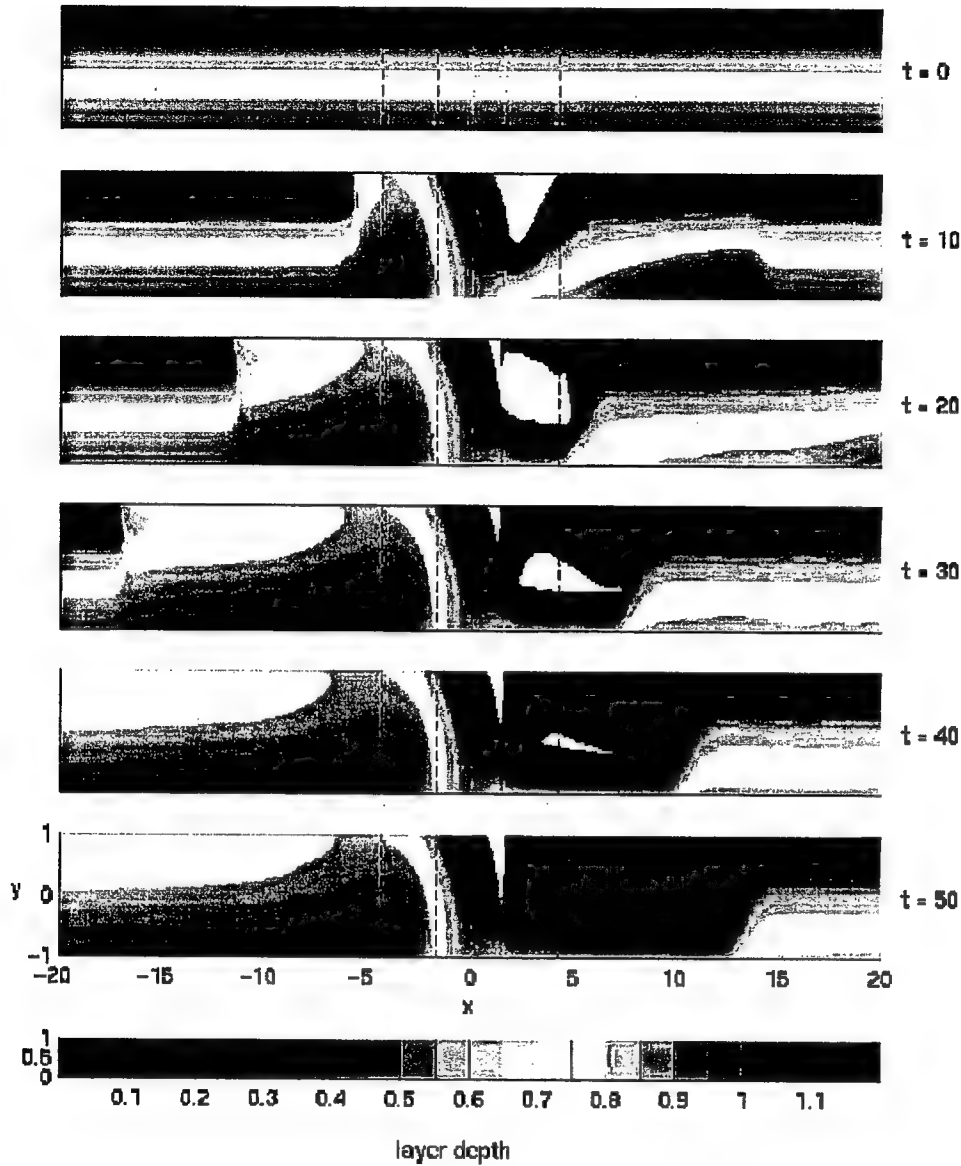 t = 0
t = 10
t = 20
t = 30
t = 40
t = 50
1
y 0
-1
-20 -15 -10 -5 0 5 10 15 20
x
1
0.5
0
0.1 0.2 0.3 0.4 0.5 0.6 0.7 0.8 0.9 1 1.1
layer depth